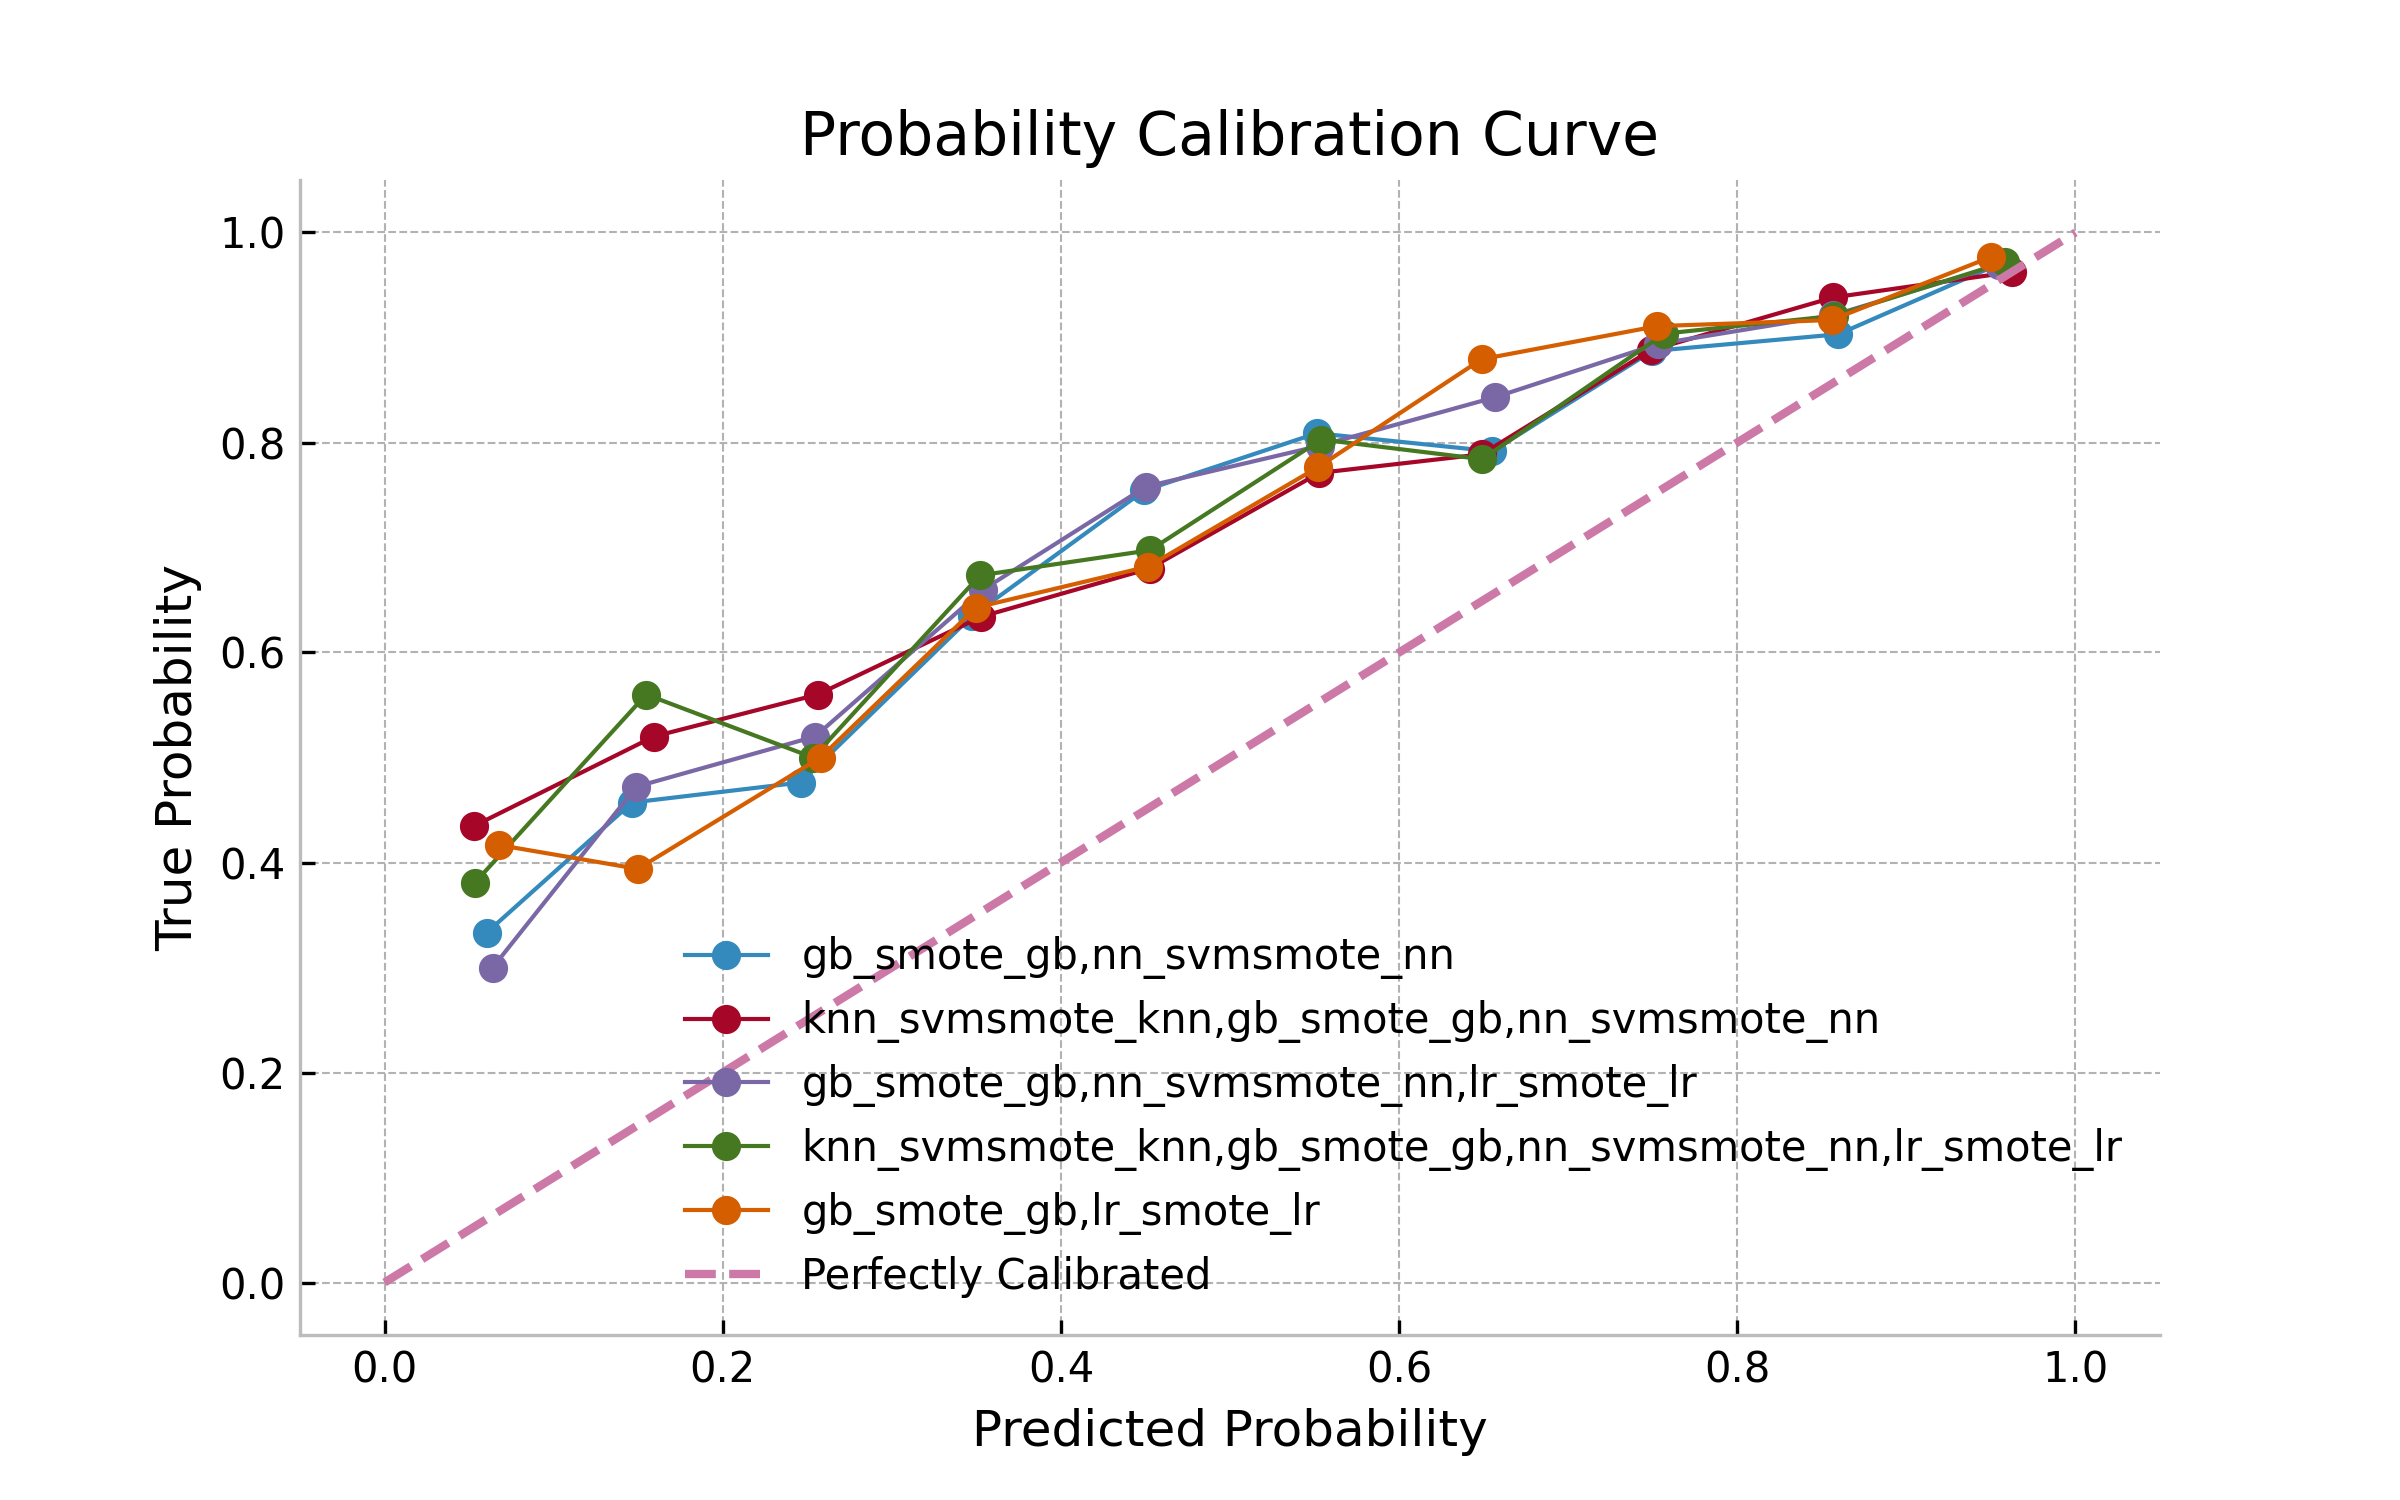 Probability Calibration Curve
True Probability
1.0
0.8
0.6
0.4
0.2
0.0
gb_smote_gb,nn_svmsmote_nn
knn_svmsmote_knn,gb_smote_gb,nn_svmsmote_nn
gb_smote_gb,nn_svmsmote_nn,lr_smote_lr
knn_svmsmote_knn,gb_smote_gb,nn_svmsmote_nn,lr_smote_lr
gb_smote_gb,lr_smote_lr
Perfectly Calibrated
0.0 0.2 0.4 0.6 0.8 1.0
Predicted Probability